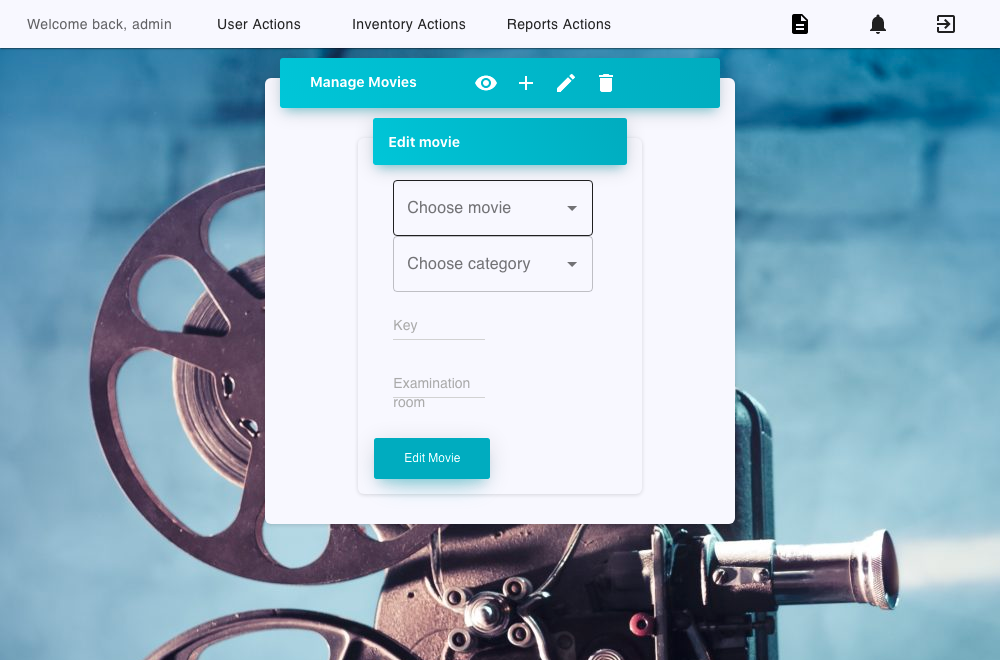 Welcome back, admin
User Actions
Inventory Actions
Reports Actions
Manage Movies
Edit movie
Choose movie
Choose category
Key
Examination
room
Edit Movie